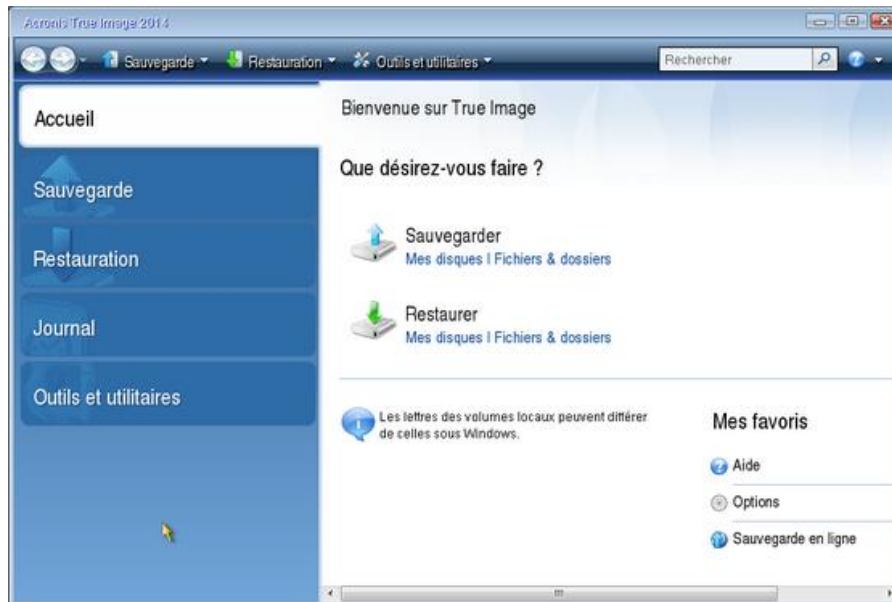 Acronis True Image 2014
Sauvegarde Restauration Outils et utilitaires Rechercher
Accueil
Sauvegarde
Restauration
Journal
Outils et utilitaires
Bienvenue sur True Image
Que désirez-vous faire ?
Sauvegarder
Mes disques | Fichiers & dossiers
Restaurer
Mes disques | Fichiers & dossiers
Les lettres des volumes locaux peuvent différer
de celles sous Windows.
Mes favoris
Aide
Options
Sauvegarde en ligne